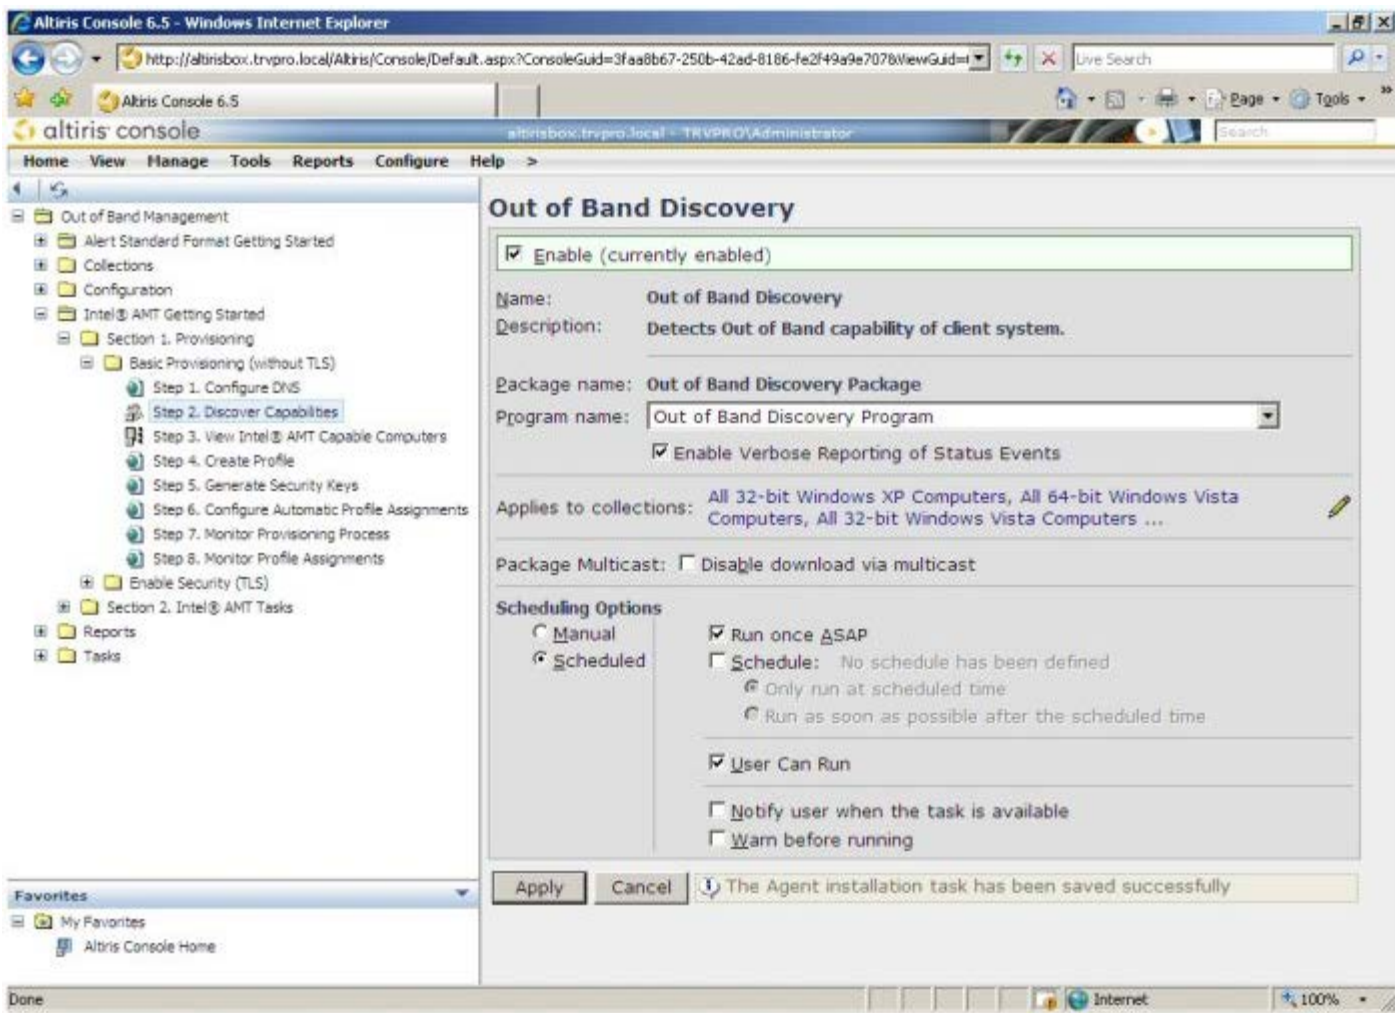 Altiris Console 6.5 - Windows Internet Explorer
http://altirisbox.trvpro.local/Altiris/Console/Default.aspx?ConsoleGuid=3faa8b67-250b-42ad-8186-fe2f49a9e707&ViewGuid=
Live Search
Altiris Console 6.5
Page
Tools
altiris console
altirisbox.trvpro.local - TRVPRO\Administrator
Search
Home View Manage Tools Reports Configure Help >
Out of Band Management
Alert Standard Format Getting Started
Collections
Configuration
Intel® AMT Getting Started
Section 1. Provisioning
Basic Provisioning (without TLS)
Step 1. Configure DNS
Step 2. Discover Capabilities
Step 3. View Intel® AMT Capable Computers
Step 4. Create Profile
Step 5. Generate Security Keys
Step 6. Configure Automatic Profile Assignments
Step 7. Monitor Provisioning Process
Step 8. Monitor Profile Assignments
Enable Security (TLS)
Section 2. Intel® AMT Tasks
Reports
Tasks
Favorites
My Favorites
Altiris Console Home
Out of Band Discovery
Enable (currently enabled)
Name: Out of Band Discovery
Description: Detects Out of Band capability of client system.
Package name: Out of Band Discovery Package
Program name: Out of Band Discovery Program
Enable Verbose Reporting of Status Events
Applies to collections: All 32-bit Windows XP Computers, All 64-bit Windows Vista
Computers, All 32-bit Windows Vista Computers ...
Package Multicast: Disable download via multicast
Scheduling Options
Manual
Scheduled
Run once ASAP
Schedule: No schedule has been defined
Only run at scheduled time
Run as soon as possible after the scheduled time
User Can Run
Notify user when the task is available
Warn before running
Apply
Cancel
The Agent installation task has been saved successfully
Done
Internet
100%